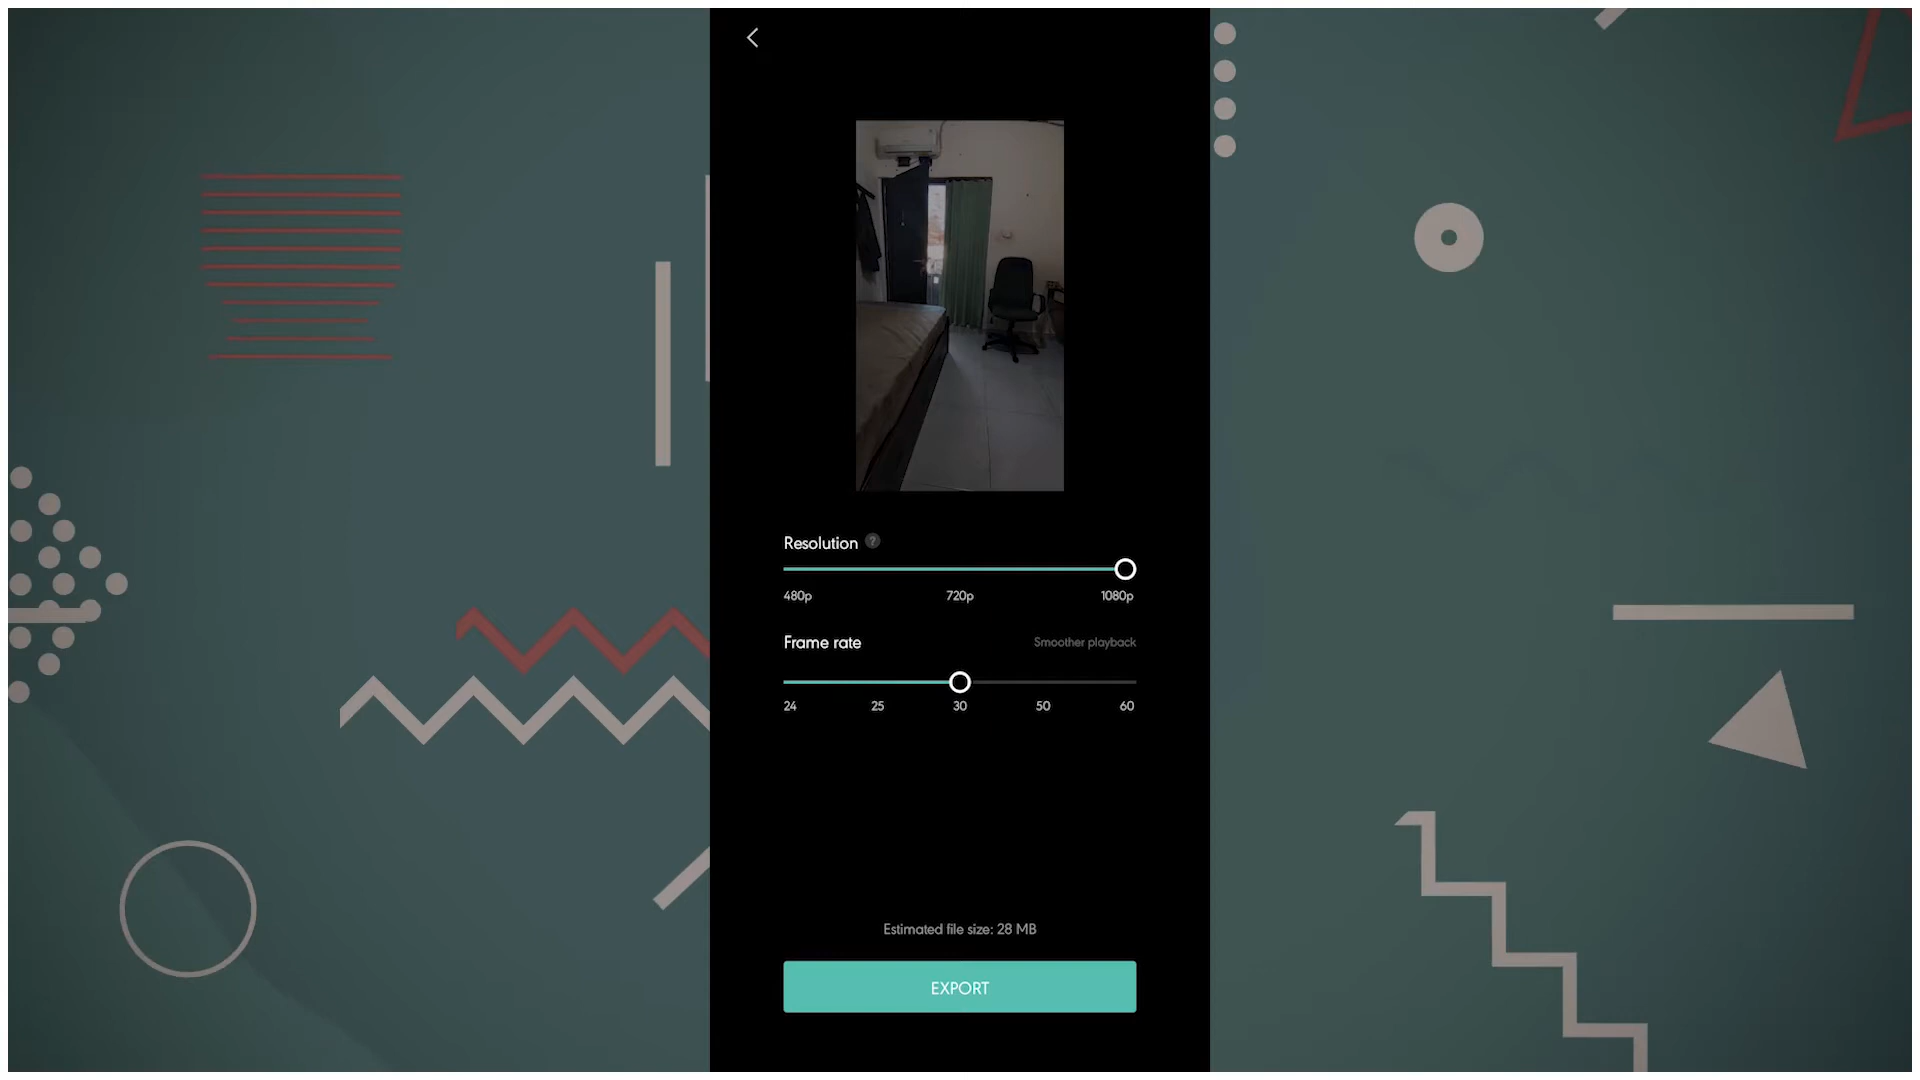 Resolution ?
480p 720p 1080p
Frame rate Smoother playback
24 25 30 50 60
Estimated file size: 28 MB
EXPORT